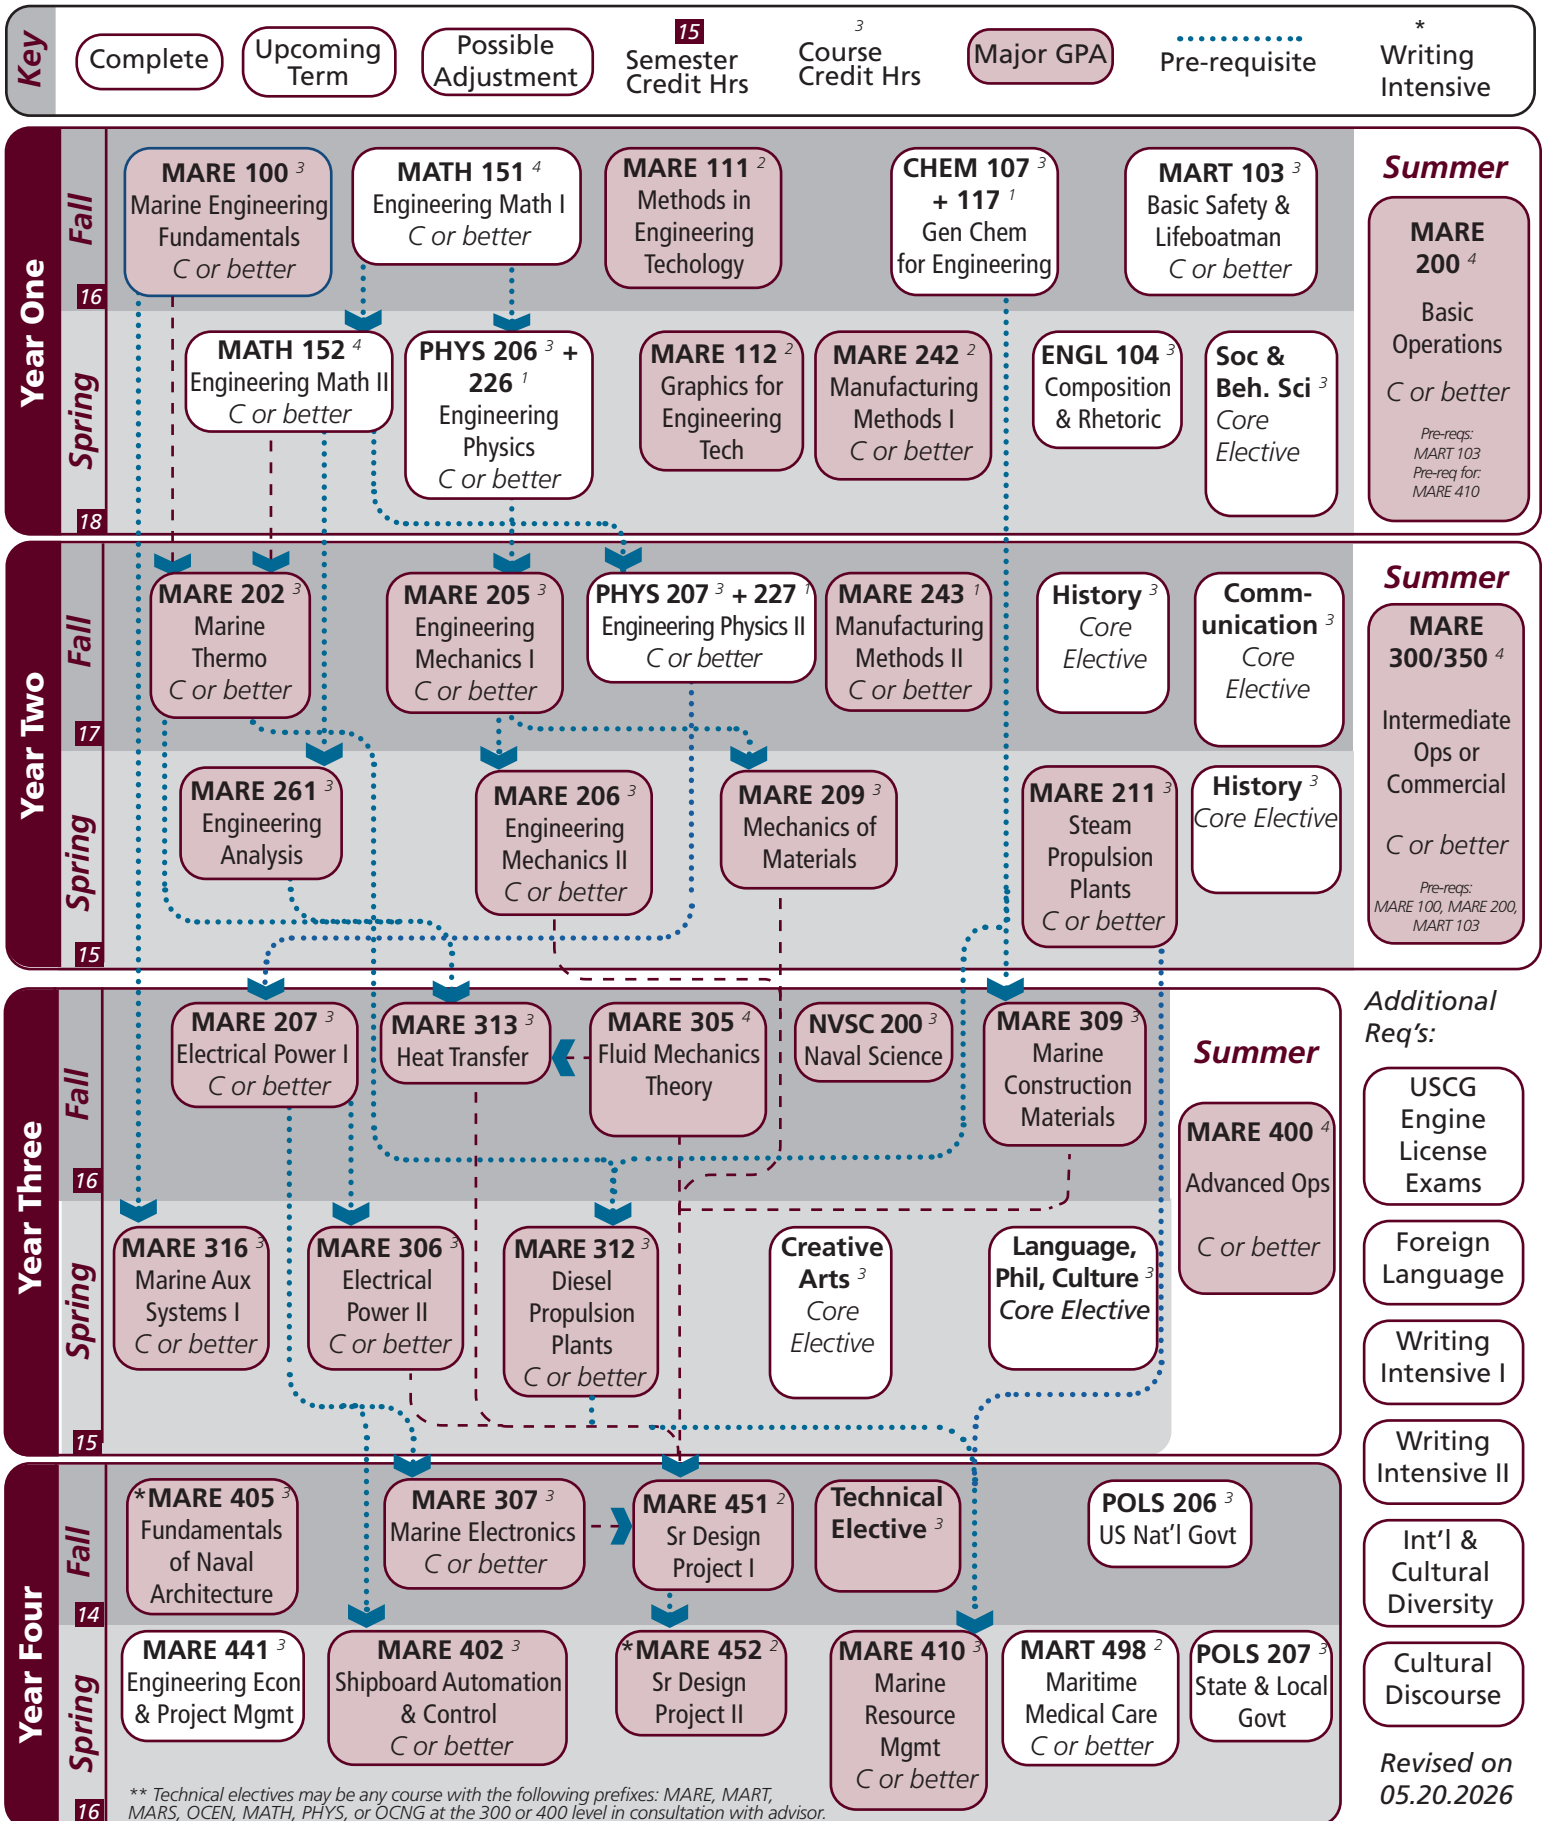 Key
Complete
Upcoming
Term
Possible
Adjustment
15
Semester
Credit Hrs
3
Course
Credit Hrs
Major GPA
Pre-requisite
*
Writing
Intensive
Year One
Fall
16
MARE 100 3
Marine Engineering
Fundamentals
C or better
MATH 151 4
Engineering Math I
C or better
MARE 111 2
Methods in
Engineering
Techology
CHEM 107 3
+ 117 1
Gen Chem
for Engineering
MART 103 3
Basic Safety &
Lifeboatman
C or better
Spring
18
MATH 152 4
Engineering Math II
C or better
PHYS 206 3 +
226 1
Engineering
Physics
C or better
MARE 112 2
Graphics for
Engineering
Tech
MARE 242 2
Manufacturing
Methods I
C or better
ENGL 104 3
Composition
& Rhetoric
Soc &
Beh. Sci 3
Core
Elective
Summer
MARE
200 4
Basic
Operations
C or better
Pre-reqs:
MART 103
Pre-req for:
MARE 410
Year Two
Fall
17
MARE 202 3
Marine
Thermo
C or better
MARE 205 3
Engineering
Mechanics I
C or better
PHYS 207 3 + 227 1
Engineering Physics II
C or better
MARE 243 1
Manufacturing
Methods II
C or better
History 3
Core
Elective
Comm-
unication 3
Core
Elective
Spring
15
MARE 261 3
Engineering
Analysis
MARE 206 3
Engineering
Mechanics II
C or better
MARE 209 3
Mechanics of
Materials
MARE 211 3
Steam
Propulsion
Plants
C or better
History 3
Core Elective
Summer
MARE
300/350 4
Intermediate
Ops or
Commercial
C or better
Pre-reqs:
MARE 100, MARE 200,
MART 103
Year Three
Fall
16
MARE 207 3
Electrical Power I
C or better
MARE 313 3
Heat Transfer
MARE 305 4
Fluid Mechanics
Theory
NVSC 200 3
Naval Science
MARE 309 3
Marine
Construction
Materials
Spring
15
MARE 316 3
Marine Aux
Systems I
C or better
MARE 306 3
Electrical
Power II
C or better
MARE 312 3
Diesel
Propulsion
Plants
C or better
Creative
Arts 3
Core
Elective
Language,
Phil, Culture 3
Core Elective
Summer
MARE 400 4
Advanced Ops
C or better
Year Four
Fall
14
*MARE 405 3
Fundamentals
of Naval
Architecture
MARE 307 3
Marine Electronics
C or better
MARE 451 2
Sr Design
Project I
Technical
Elective 3
POLS 206 3
US Nat'l Govt
Spring
16
MARE 441 3
Engineering Econ
& Project Mgmt
MARE 402 3
Shipboard Automation
& Control
C or better
*MARE 452 2
Sr Design
Project II
MARE 410 3
Marine
Resource
Mgmt
C or better
MART 498 2
Maritime
Medical Care
C or better
POLS 207 3
State & Local
Govt
** Technical electives may be any course with the following prefixes: MARE, MART,
MARS, OCEN, MATH, PHYS, or OCNG at the 300 or 400 level in consultation with advisor.
Additional
Req's:
USCG
Engine
License
Exams
Foreign
Language
Writing
Intensive I
Writing
Intensive II
Int'l &
Cultural
Diversity
Cultural
Discourse
Revised on
05.20.2026